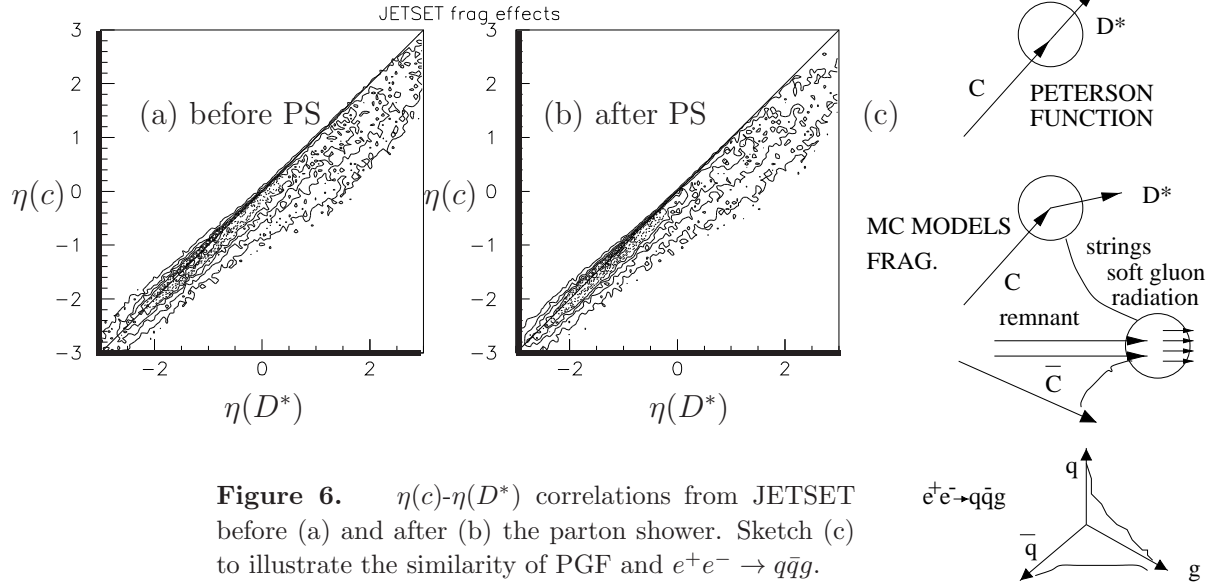 JETSET frag effects
3
2
1
0
−1
−2
−3
(a) before PS
η(c)
−2
0
2
η(D*)
3
2
1
0
−1
−2
−3
(b) after PS
η(c)
−2
0
2
η(D*)
(c)
D*
C
PETERSON
FUNCTION
D*
MC MODELS
FRAG.
C
strings
soft gluon
radiation
remnant
C̅
q
e⁺e⁻→qq̅g
q̅
g
Figure 6. η(c)-η(D*) correlations from JETSET
before (a) and after (b) the parton shower. Sketch (c)
to illustrate the similarity of PGF and e⁺e⁻ → qq̄g.